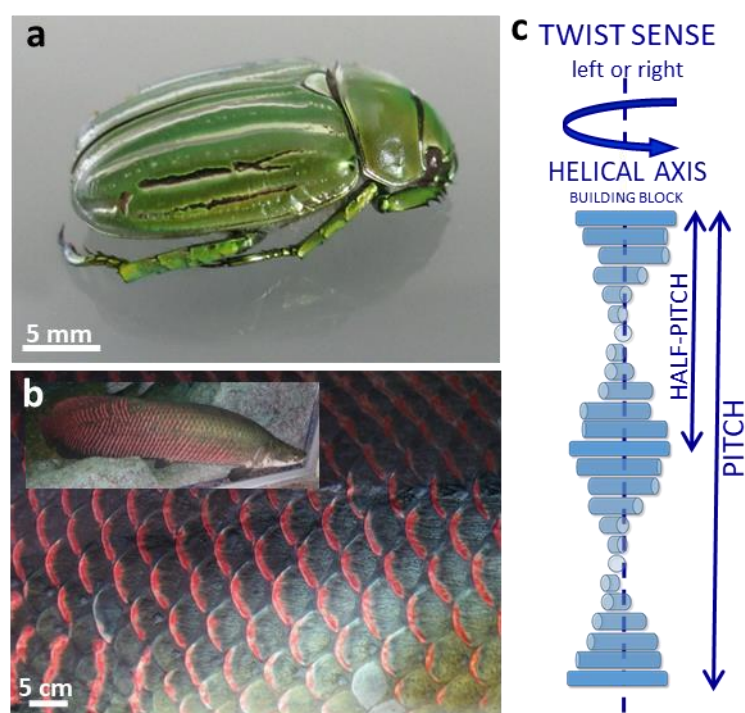 a
5 mm
b
5 cm
c TWIST SENSE
left or right
HELICAL AXIS
BUILDING BLOCK
HALF-PITCH
PITCH